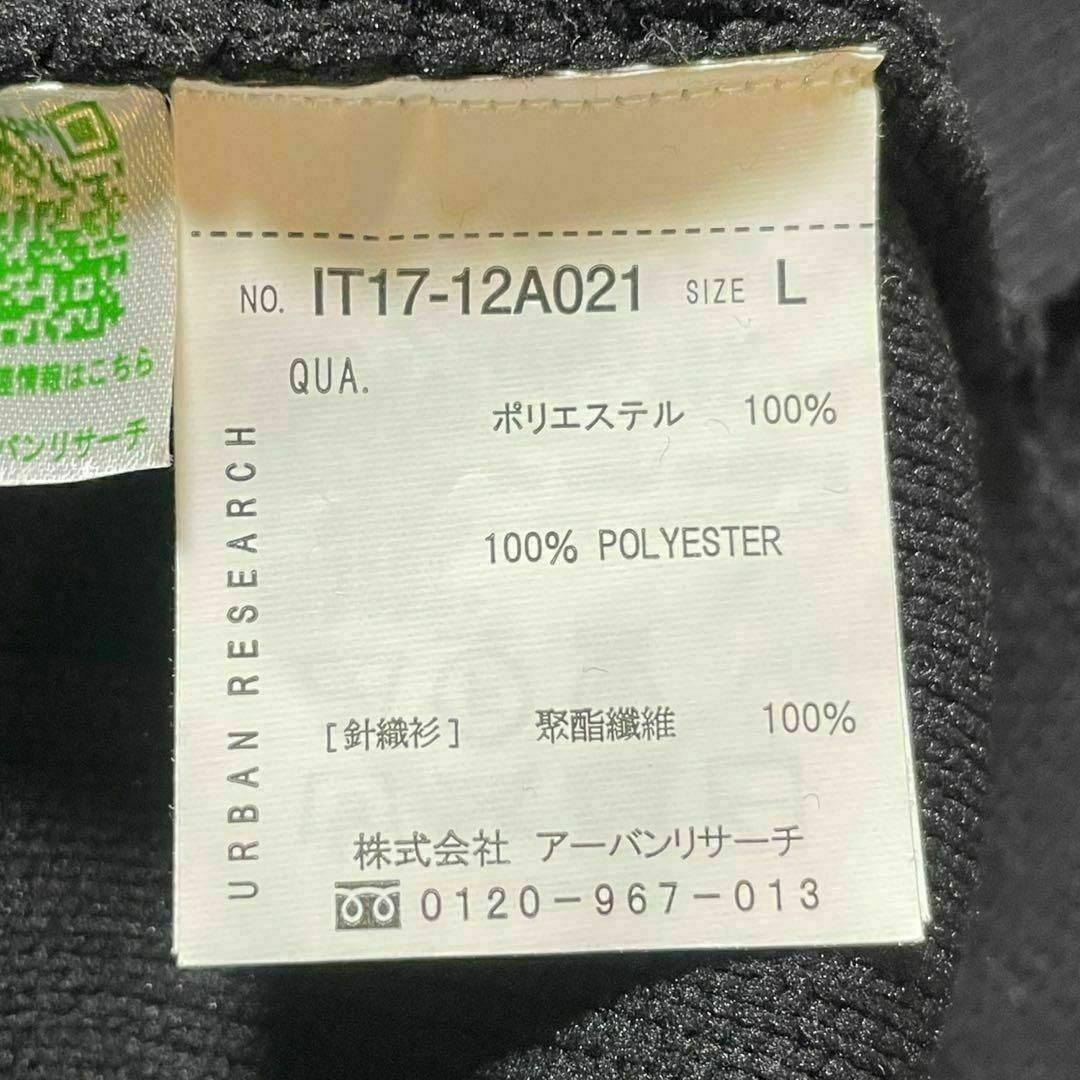 NO. IT17-12A021 SIZE L
QUA.
ポリエステル 100%
100% POLYESTER
[針織衫] 聚酯纖維 100%
株式会社 アーバンリサーチ
0120-967-013
URBAN RESEARCH
情報はこちら
バンリサーチ